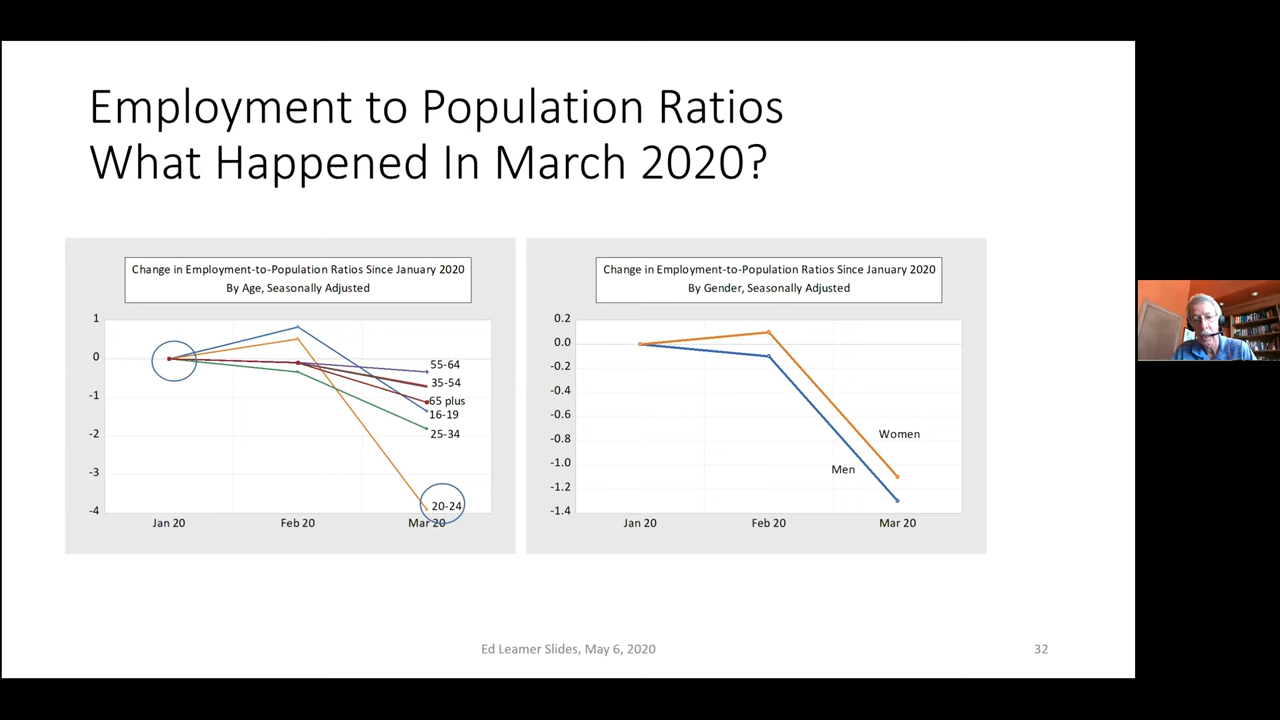 Employment to Population Ratios
What Happened In March 2020?
Change in Employment-to-Population Ratios Since January 2020
By Age, Seasonally Adjusted
1
0
-1
-2
-3
-4
55-64
35-54
65 plus
16-19
25-34
20-24
Jan 20
Feb 20
Mar 20
Change in Employment-to-Population Ratios Since January 2020
By Gender, Seasonally Adjusted
0.2
0.0
-0.2
-0.4
-0.6
-0.8
-1.0
-1.2
-1.4
Women
Men
Jan 20
Feb 20
Mar 20
Ed Leamer Slides, May 6, 2020
32